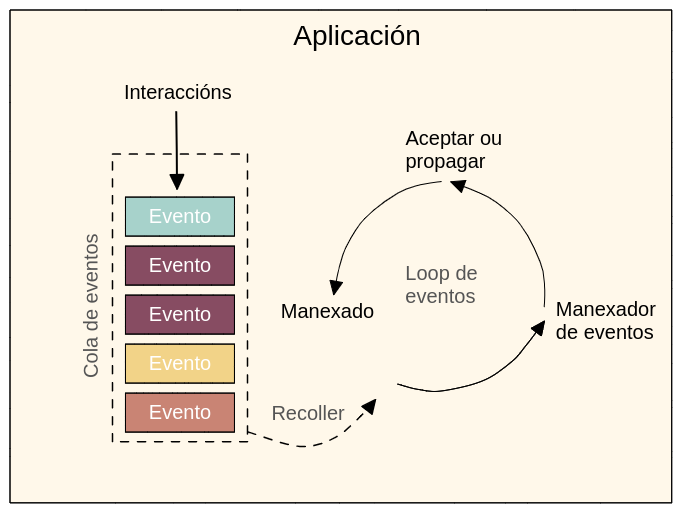 Aplicación
Interaccións
Evento
Evento
Evento
Evento
Evento
Cola de eventos
Recoller
Aceptar ou
propagar
Loop de
eventos
Manexado
Manexador
de eventos